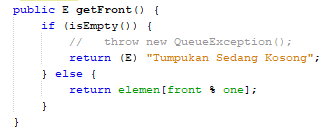 public E getFront() {
if (isEmpty()) {
//   throw new QueueException();
return (E) "Tumpukan Sedang Kosong";
} else {
return elemen[front % one];
}
}